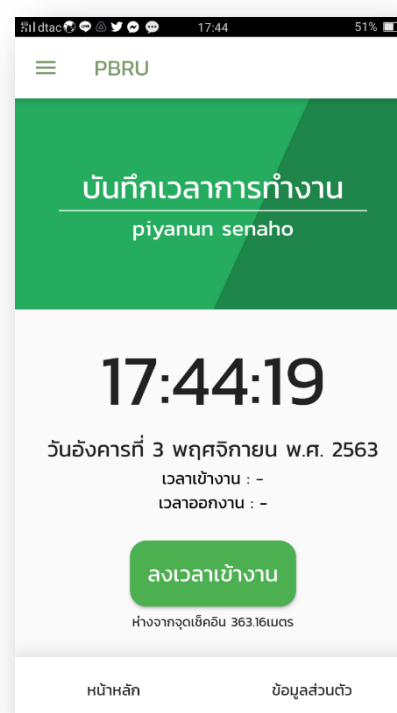 dtac 17:44 51%
PBRU
บันทึกเวลาการทำงาน
piyanun senaho
17:44:19
วันอังคารที่ 3 พฤศจิกายน พ.ศ. 2563
เวลาเข้างาน : -
เวลาออกงาน : -
ลงเวลาเข้างาน
ห่างจากจุดเช็คอิน 363.16เมตร
หน้าหลัก ข้อมูลส่วนตัว